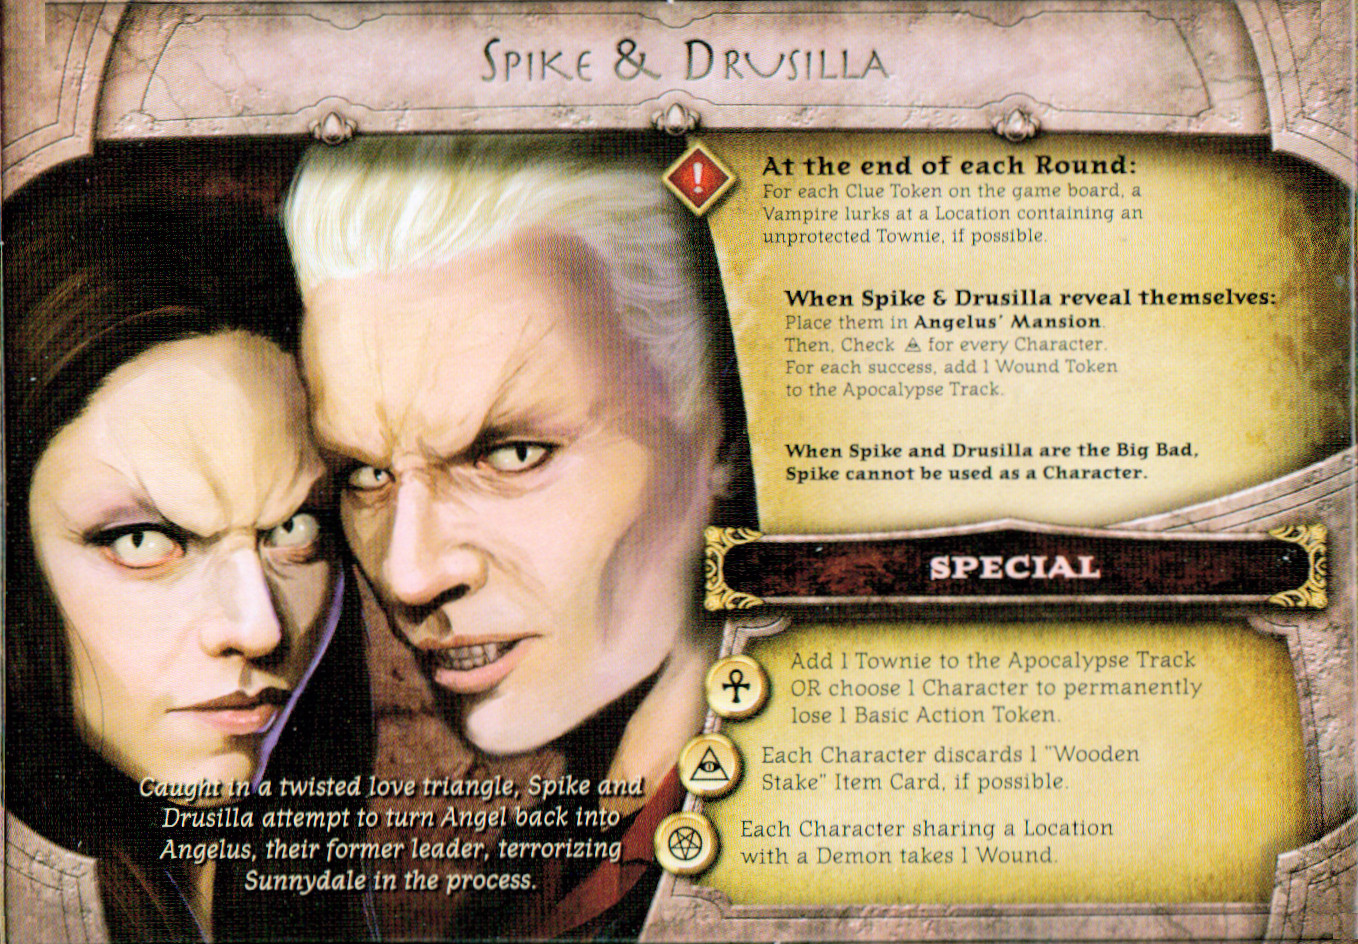 SPIKE & DRUSILLA
!
At the end of each Round:
For each Clue Token on the game board, a
Vampire lurks at a Location containing an
unprotected Townie, if possible.
When Spike & Drusilla reveal themselves:
Place them in Angelus' Mansion.
Then, Check for every Character.
For each success, add 1 Wound Token
to the Apocalypse Track.
When Spike and Drusilla are the Big Bad,
Spike cannot be used as a Character.
SPECIAL
Add 1 Townie to the Apocalypse Track
OR choose 1 Character to permanently
lose 1 Basic Action Token.
Each Character discards 1 "Wooden
Stake" Item Card, if possible.
Each Character sharing a Location
with a Demon takes 1 Wound.
Caught in a twisted love triangle, Spike and
Drusilla attempt to turn Angel back into
Angelus, their former leader, terrorizing
Sunnydale in the process.